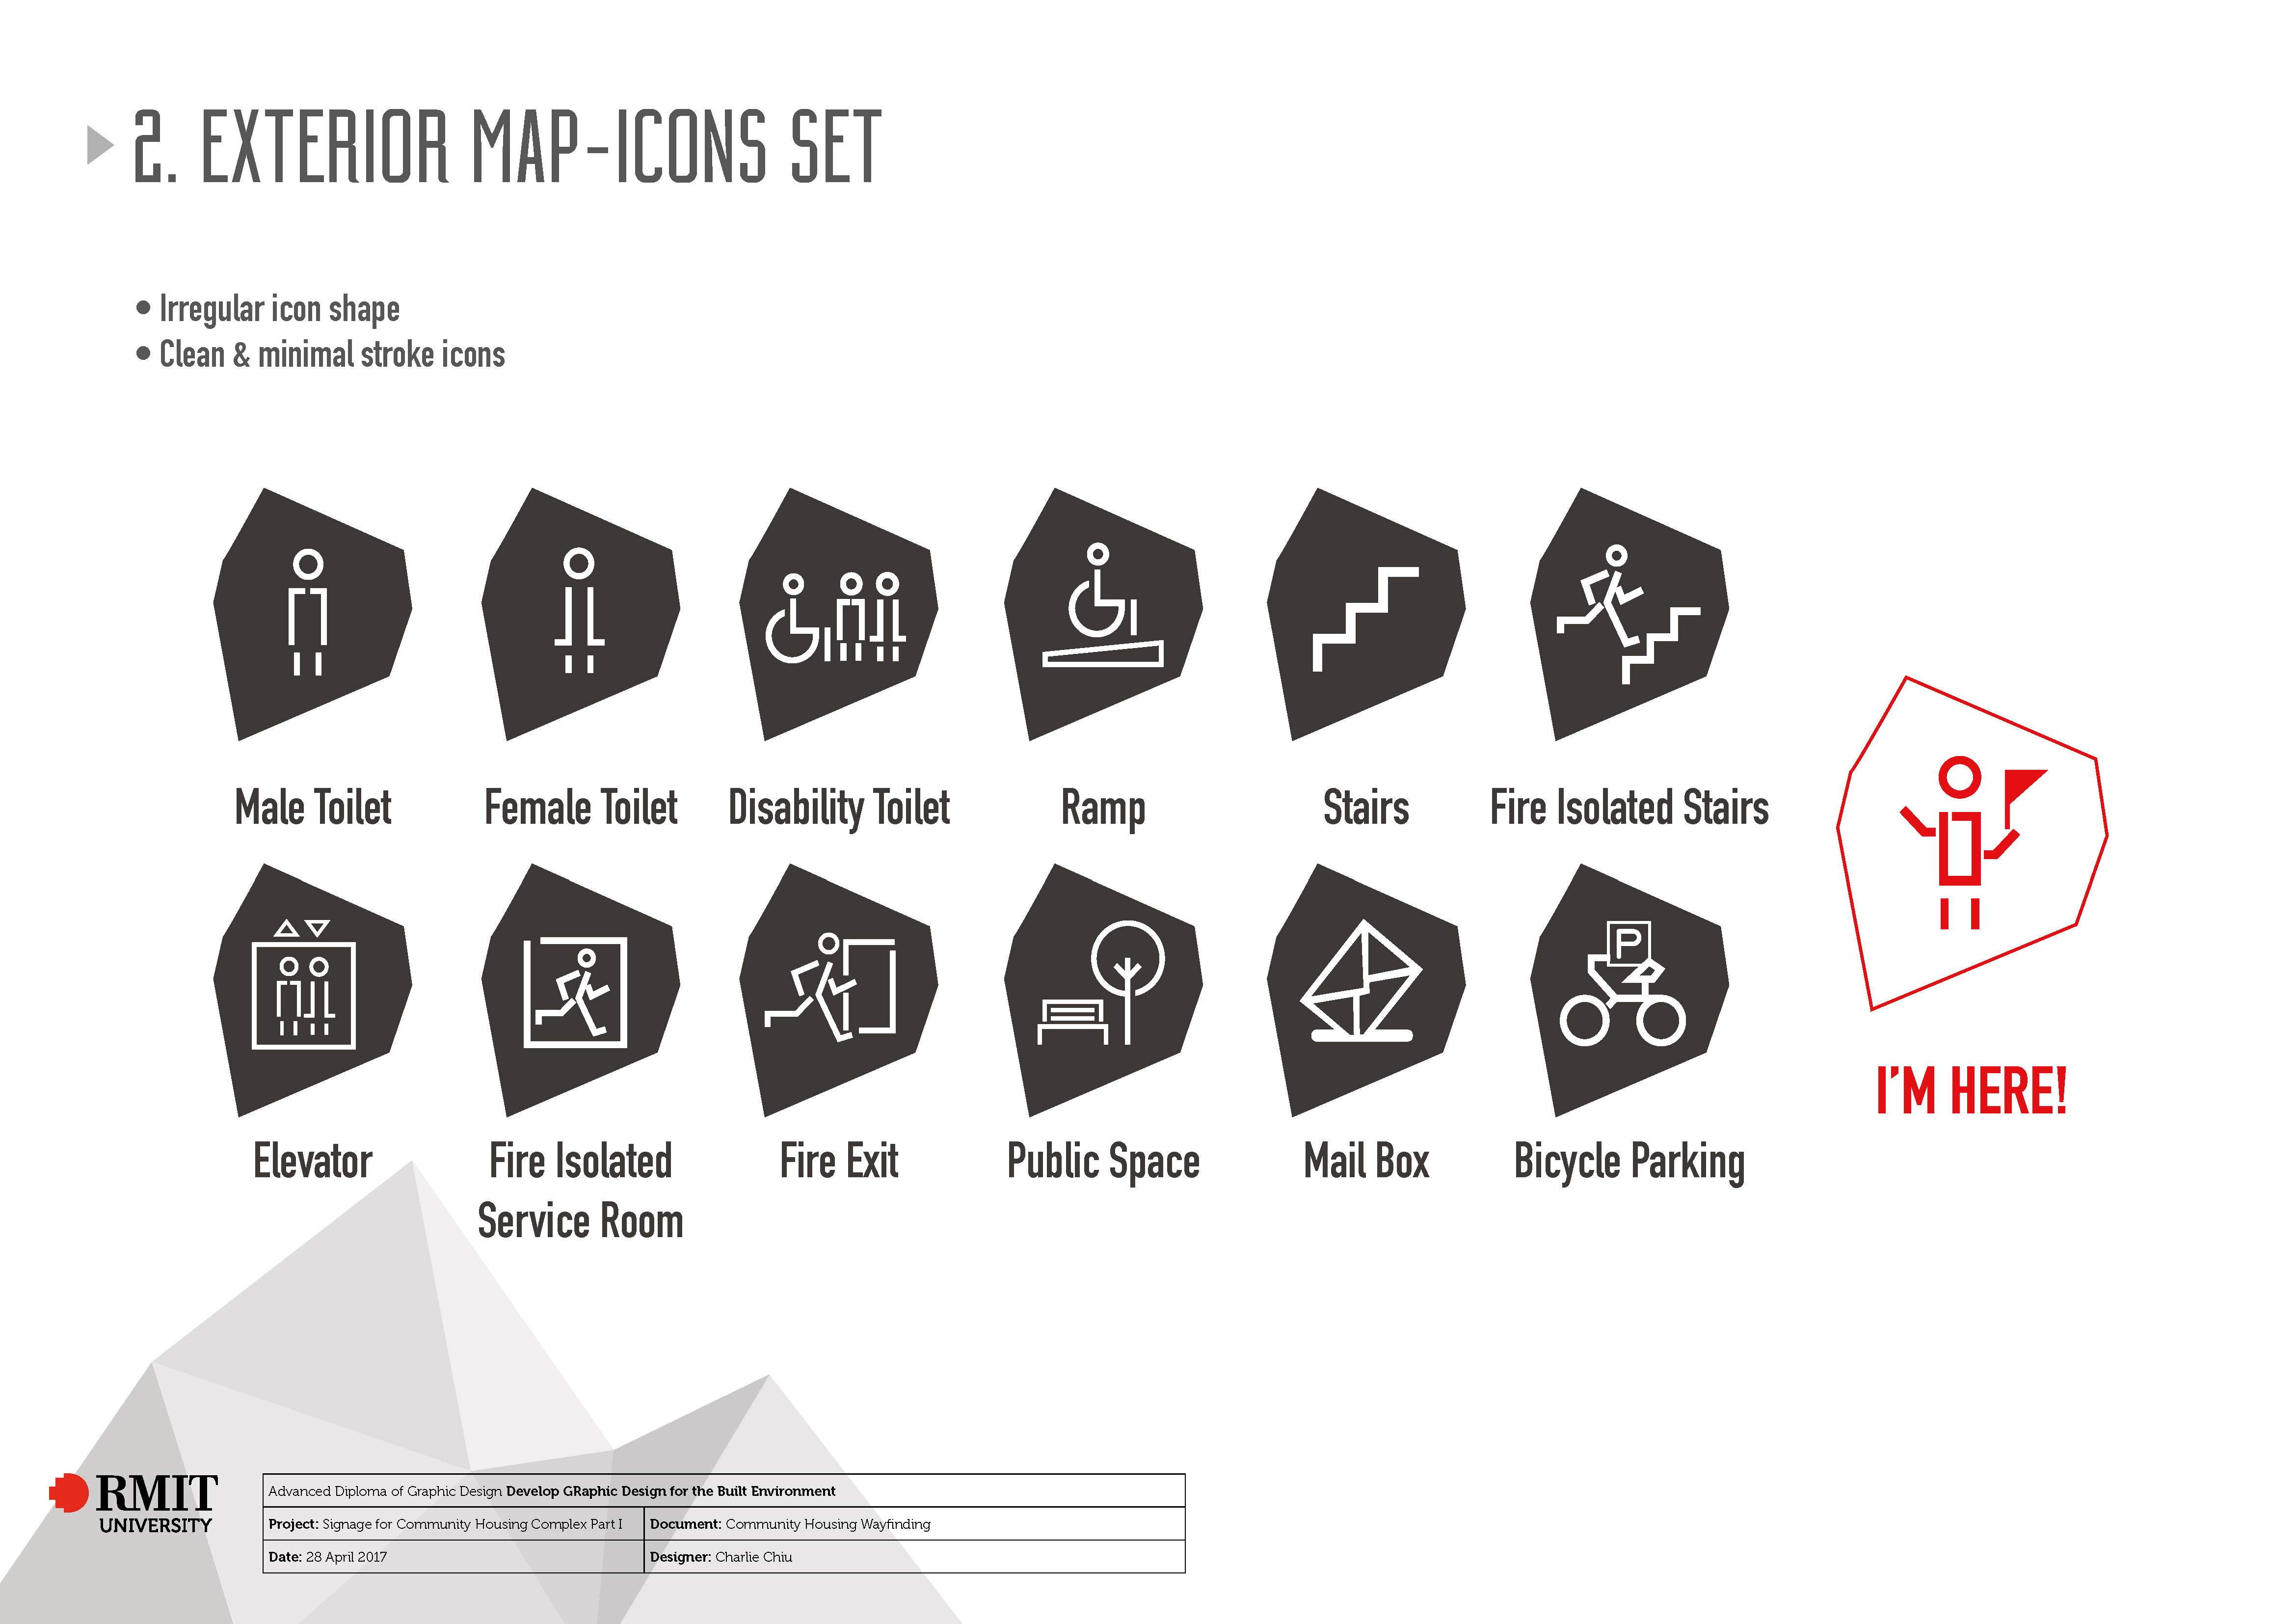 2. EXTERIOR MAP-ICONS SET
• Irregular icon shape
• Clean & minimal stroke icons
Male Toilet
Female Toilet
Disability Toilet
Ramp
Stairs
Fire Isolated Stairs
P
Elevator
Fire Isolated
Service Room
Fire Exit
Public Space
Mail Box
Bicycle Parking
I'M HERE!
RMIT
UNIVERSITY
Advanced Diploma of Graphic Design Develop GRaphic Design for the Built Environment
Project: Signage for Community Housing Complex Part I
Document: Community Housing Wayfinding
Date: 28 April 2017
Designer: Charlie Chiu